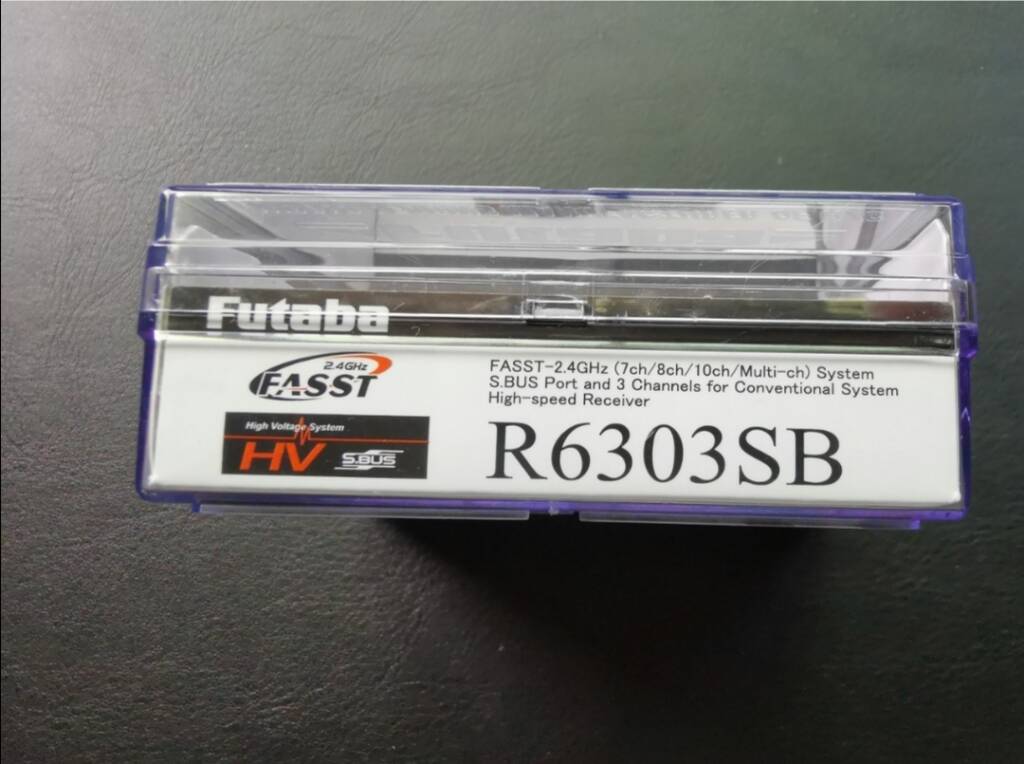 Futaba
2.4GHz
FASST
FASST-2.4GHz (7ch/8ch/10ch/Multi-ch) System
S.BUS Port and 3 Channels for Conventional System
High-speed Receiver
High Voltage System
HV S.BUS
R6303SB